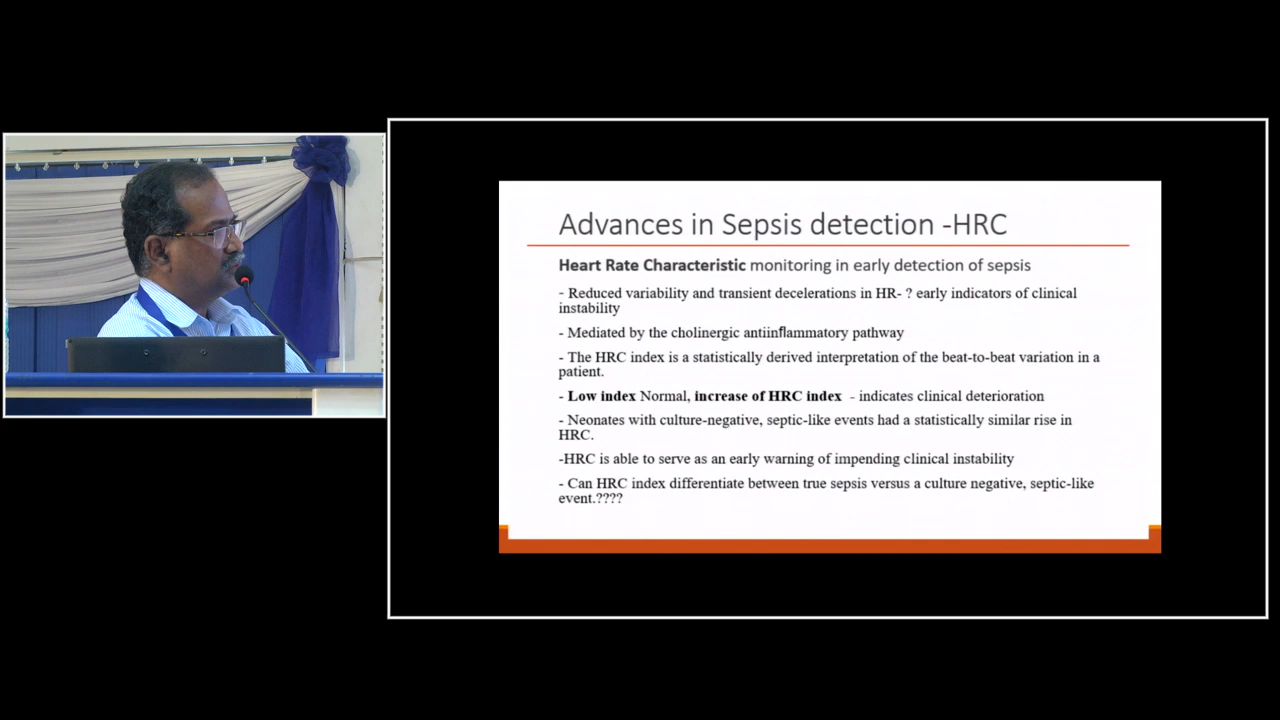 Advances in Sepsis detection -HRC
Heart Rate Characteristic monitoring in early detection of sepsis
- Reduced variability and transient decelerations in HR- ? early indicators of clinical
instability
- Mediated by the cholinergic antiinflammatory pathway
- The HRC index is a statistically derived interpretation of the beat-to-beat variation in a
patient.
- Low index Normal, increase of HRC index  - indicates clinical deterioration
- Neonates with culture-negative, septic-like events had a statistically similar rise in
HRC.
-HRC is able to serve as an early warning of impending clinical instability
- Can HRC index differentiate between true sepsis versus a culture negative, septic-like
event.????